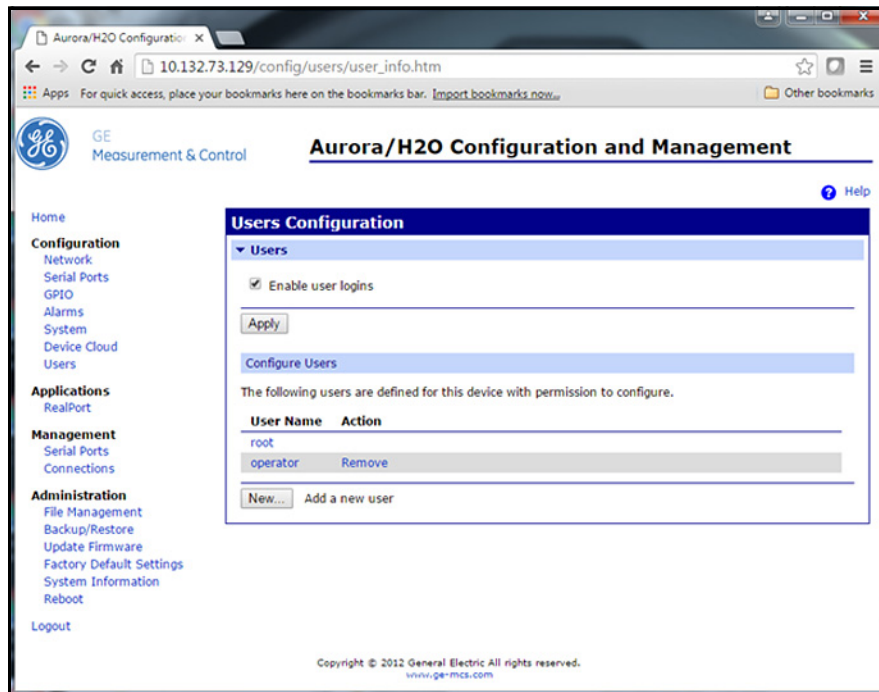 Aurora/H2O Configuratio
10.132.73.129/config/users/user_info.htm
Apps For quick access, place your bookmarks here on the bookmarks bar. Import bookmarks now... Other bookmarks
GE
Measurement & Control
Aurora/H2O Configuration and Management
Help
Home
Configuration
Network
Serial Ports
GPIO
Alarms
System
Device Cloud
Users
Applications
RealPort
Management
Serial Ports
Connections
Administration
File Management
Backup/Restore
Update Firmware
Factory Default Settings
System Information
Reboot
Logout
Users Configuration
Users
Enable user logins
Apply
Configure Users
The following users are defined for this device with permission to configure.
User Name Action
root
operator Remove
New... Add a new user
Copyright © 2012 General Electric All rights reserved.
www.ge-mcs.com